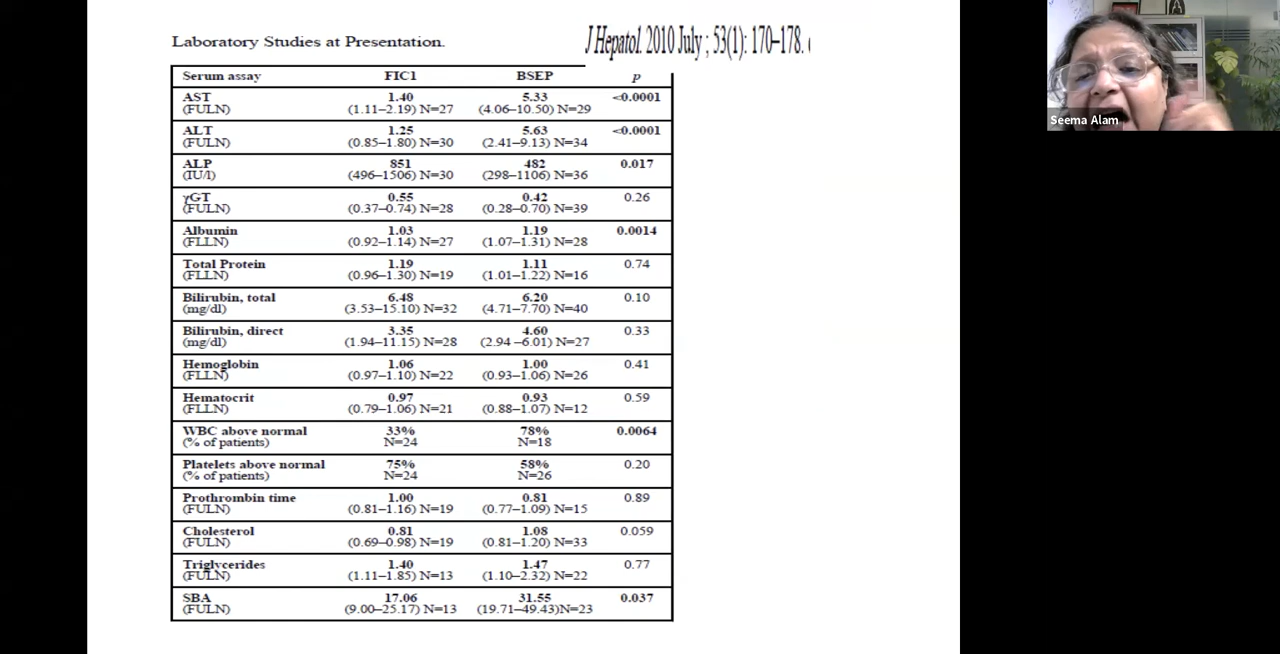 Laboratory Studies at Presentation.
J Hepatol. 2010 July ; 53(1): 170–178.
Serum assay FIC1 BSEP p
AST 1.40 5.33 <0.0001
(FULN) (1.11–2.19) N=27 (4.06–10.50) N=29
ALT 1.25 5.63 <0.0001
(FULN) (0.85–1.80) N=30 (2.41–9.13) N=34
ALP 851 482 0.017
(IU/l) (496–1506) N=30 (298–1106) N=36
γGT 0.55 0.42 0.26
(FULN) (0.37–0.74) N=28 (0.28–0.70) N=39
Albumin 1.03 1.19 0.0014
(FLLN) (0.92–1.14) N=27 (1.07–1.31) N=28
Total Protein 1.19 1.11 0.74
(FLLN) (0.96–1.30) N=19 (1.01–1.22) N=16
Bilirubin, total 6.48 6.20 0.10
(mg/dl) (3.53–15.10) N=32 (4.71–7.70) N=40
Bilirubin, direct 3.35 4.60 0.33
(mg/dl) (1.94–11.15) N=28 (2.94 –6.01) N=27
Hemoglobin 1.06 1.00 0.41
(FLLN) (0.97–1.10) N=22 (0.93–1.06) N=26
Hematocrit 0.97 0.93 0.59
(FLLN) (0.79–1.06) N=21 (0.88–1.07) N=12
WBC above normal 33% 78% 0.0064
(% of patients) N=24 N=18
Platelets above normal 75% 58% 0.20
(% of patients) N=24 N=26
Prothrombin time 1.00 0.81 0.89
(FULN) (0.81–1.16) N=19 (0.77–1.09) N=15
Cholesterol 0.81 1.08 0.059
(FULN) (0.69–0.98) N=19 (0.81–1.20) N=33
Triglycerides 1.40 1.47 0.77
(FULN) (1.11–1.85) N=13 (1.10–2.32) N=22
SBA 17.06 31.55 0.037
(FULN) (9.00–25.17) N=13 (19.71–49.43)N=23
Seema Alam